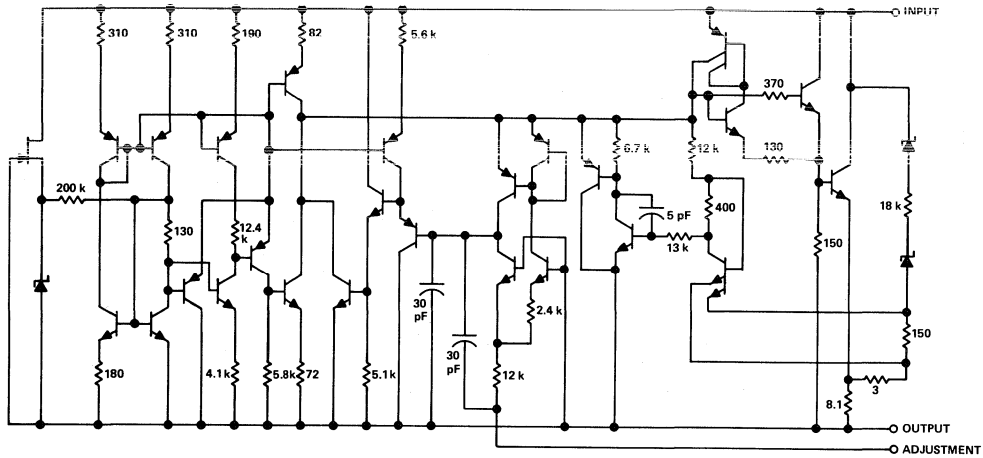 INPUT
310
310
190
82
5.6 k
370
130
6.7 k
12 k
200 k
5 pF
400
18 k
130
12.4
k
13 k
150
30
pF
2.4 k
30
pF
150
180
4.1 k
5.8k
72
5.1 k
12 k
3
8.1
OUTPUT
ADJUSTMENT